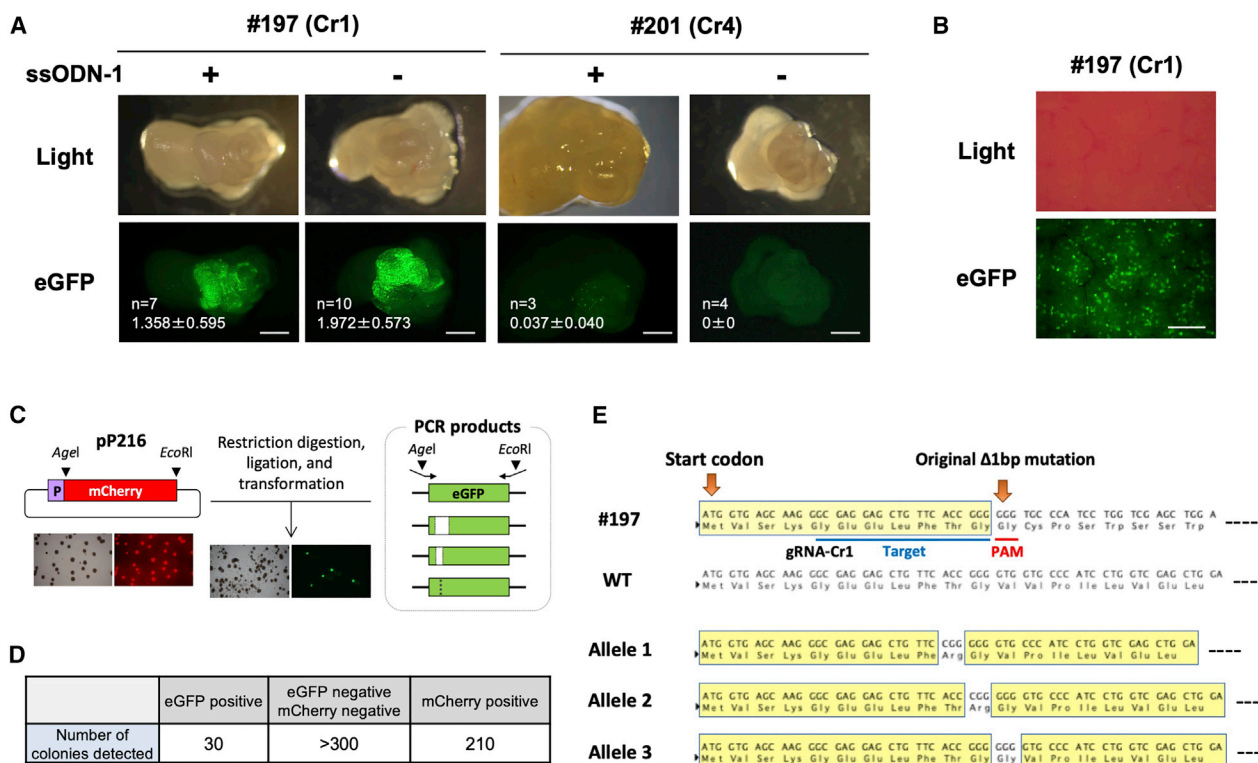 A
#197 (Cr1)
#201 (Cr4)
ssODN-1
+
-
+
-
Light
eGFP
n=7
1.358±0.595
n=10
1.972±0.573
n=3
0.037±0.040
n=4
0±0
B
#197 (Cr1)
Light
eGFP
C
pP216
AgeI
EcoRI
P
mCherry
Restriction digestion,
ligation, and
transformation
PCR products
AgeI
EcoRI
eGFP
D
eGFP positive
eGFP negative
mCherry negative
mCherry positive
Number of
colonies detected
30
>300
210
E
Start codon
Original Δ1bp mutation
#197
ATG GTG AGC AAG GGC GAG GAG CTG TTC ACC GGG GGG TGC CCA TCC TGG TCG AGC TGG A
Met Val Ser Lys Gly Glu Glu Leu Phe Thr Gly Gly Cys Pro Ser Trp Ser Ser Trp
gRNA-Cr1
Target
PAM
WT
ATG GTG AGC AAG GGC GAG GAG CTG TTC ACC GGG GTG GTG CCC ATC CTG GTC GAG CTG GA
Met Val Ser Lys Gly Glu Glu Leu Phe Thr Gly Val Val Pro Ile Leu Val Glu Leu
Allele 1
ATG GTG AGC AAG GGC GAG GAG CTG TTC CGG GGG GTG CCC ATC CTG GTC GAG CTG GA
Met Val Ser Lys Gly Glu Glu Leu Phe Arg Gly Val Pro Ile Leu Val Glu Leu
Allele 2
ATG GTG AGC AAG GGC GAG GAG CTG TTC ACC CGG GGG GTG CCC ATC CTG GTC GAG CTG GA
Met Val Ser Lys Gly Glu Glu Leu Phe Thr Arg Gly Val Pro Ile Leu Val Glu Leu
Allele 3
ATG GTG AGC AAG GGC GAG GAG CTG TTC ACC GGG GGG GTG CCC ATC CTG GTC GAG CTG GA
Met Val Ser Lys Gly Glu Glu Leu Phe Thr Gly Gly Val Pro Ile Leu Val Glu Leu